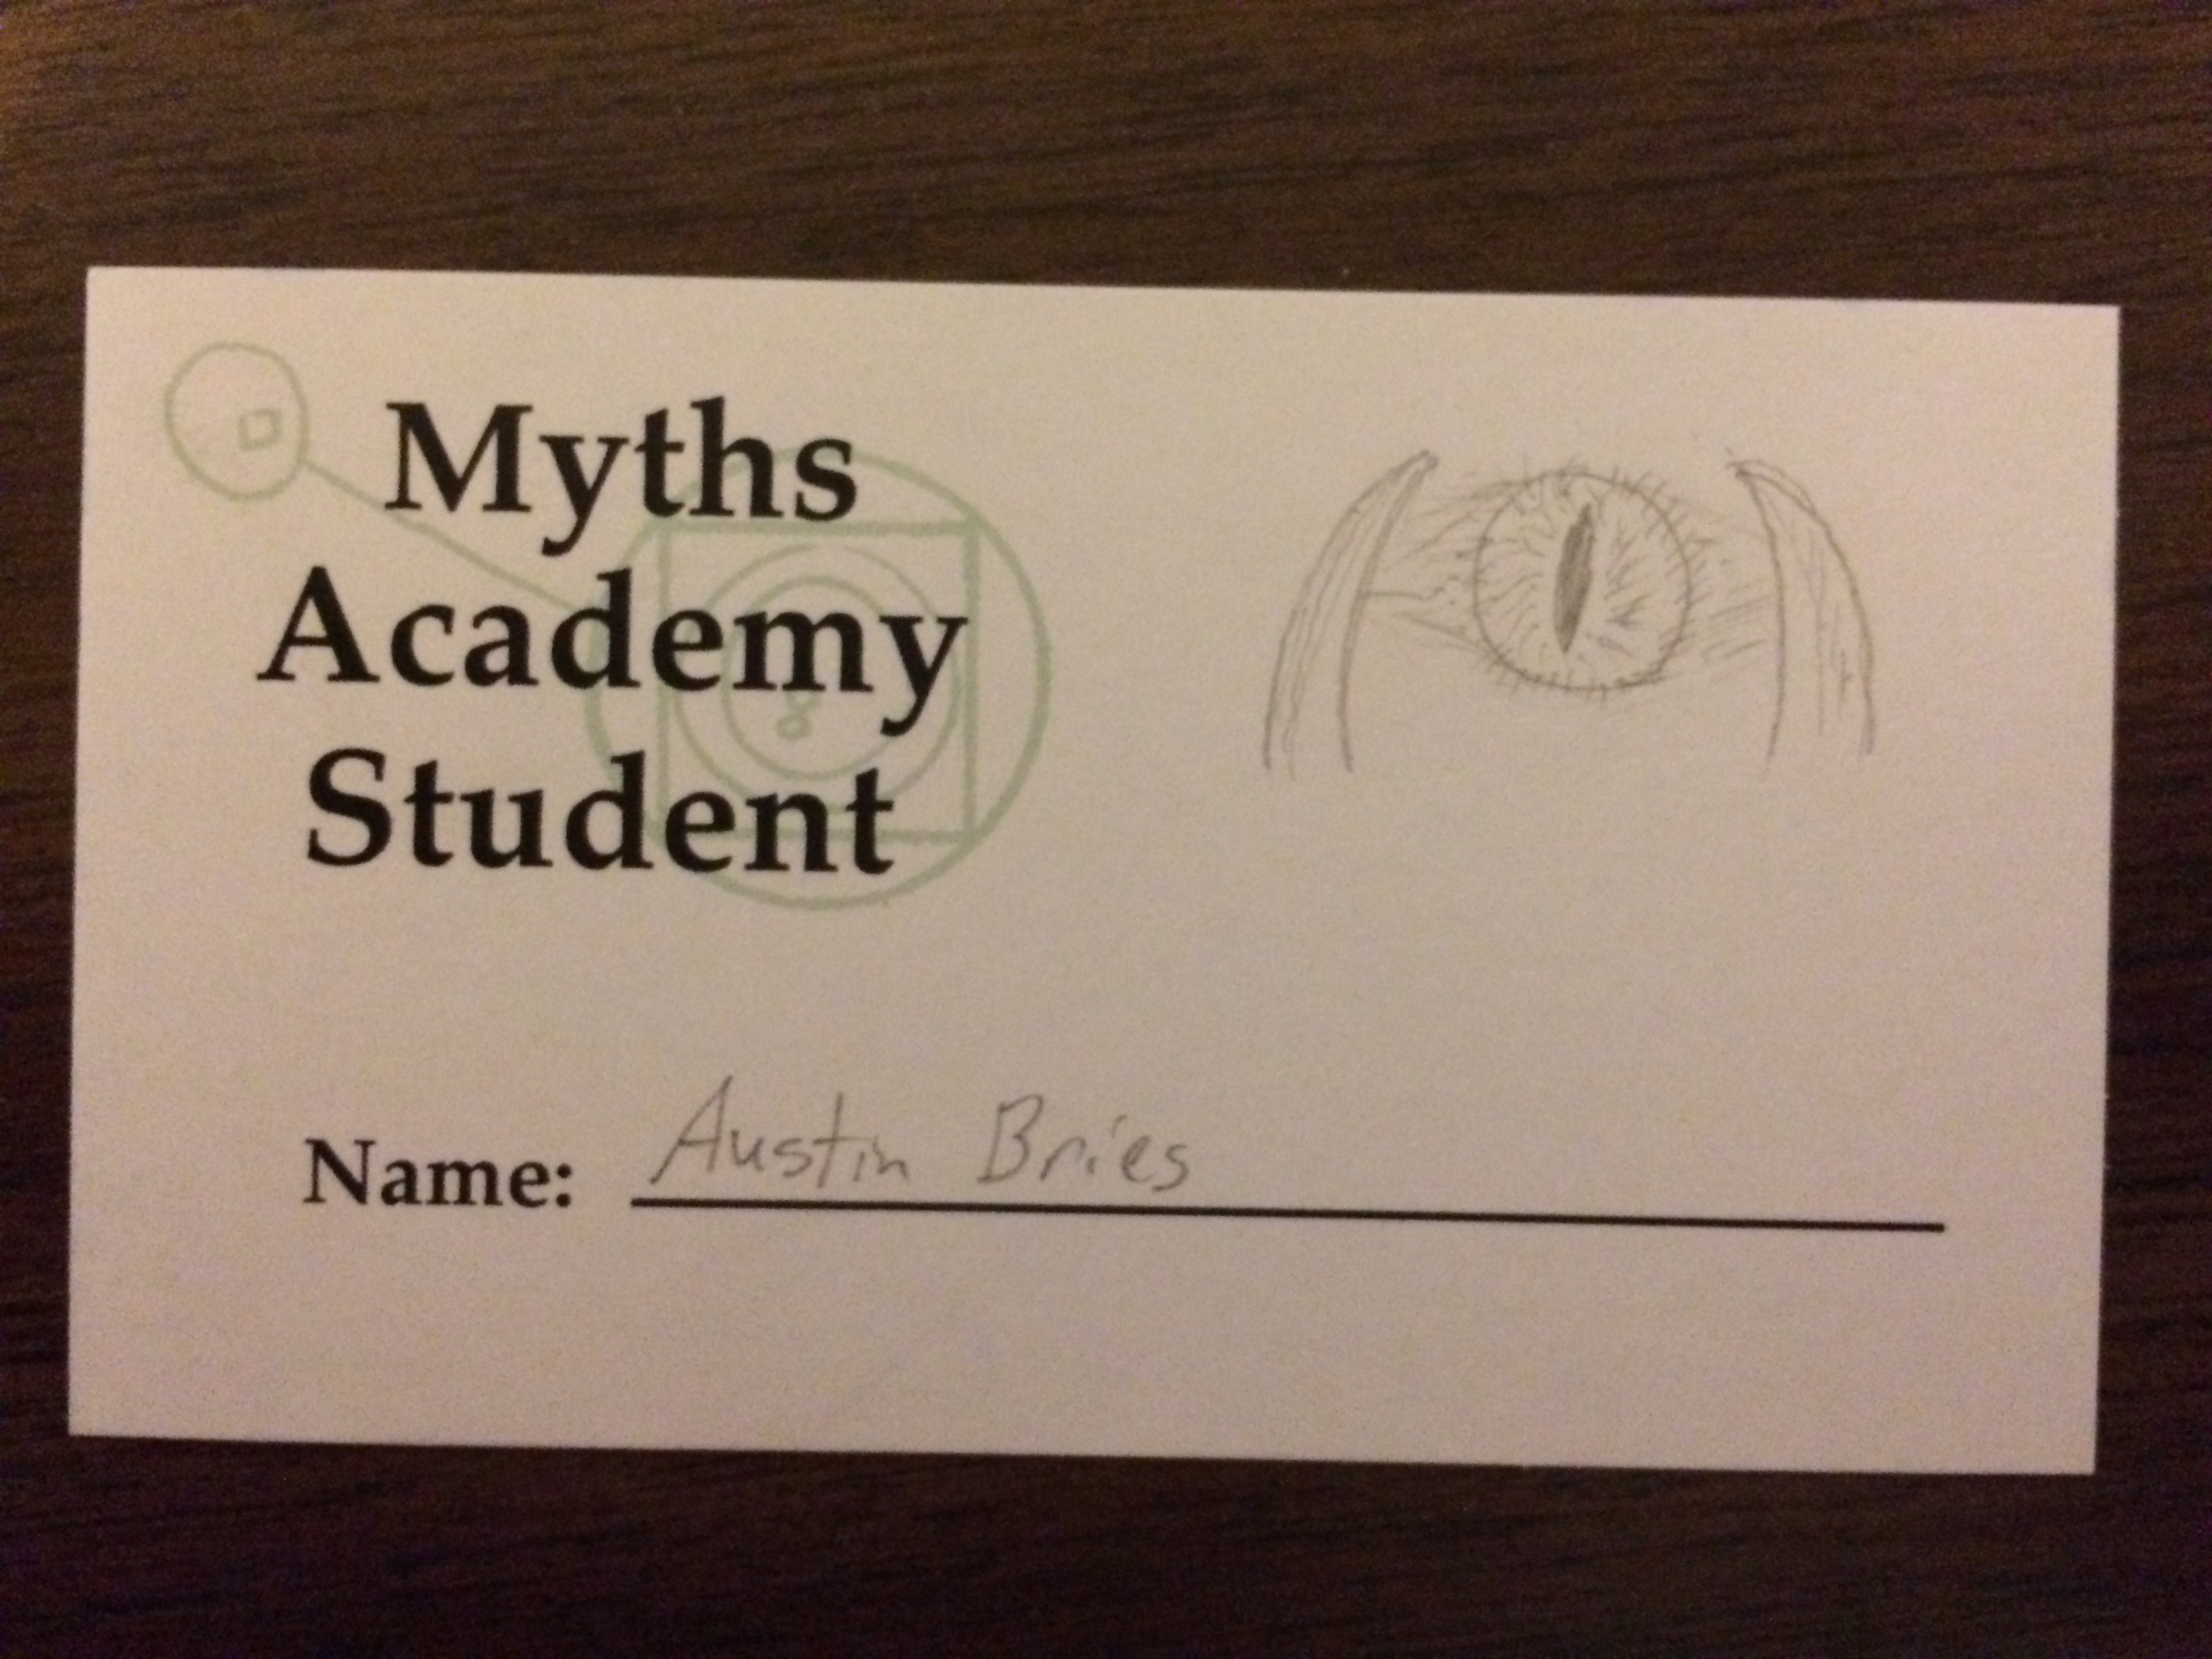 Myths
Academy
Student
Name: Austin Bries